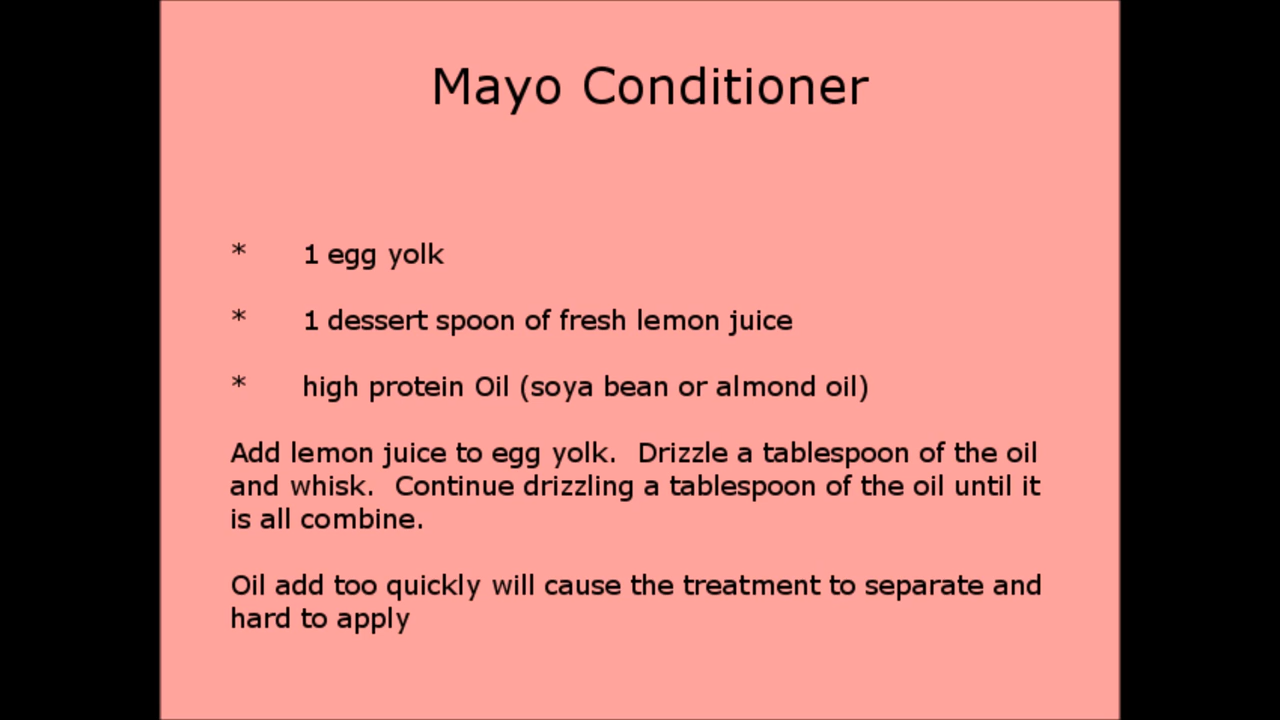 Mayo Conditioner
* 1 egg yolk
* 1 dessert spoon of fresh lemon juice
* high protein Oil (soya bean or almond oil)
Add lemon juice to egg yolk.  Drizzle a tablespoon of the oil
and whisk.  Continue drizzling a tablespoon of the oil until it
is all combine.
Oil add too quickly will cause the treatment to separate and
hard to apply